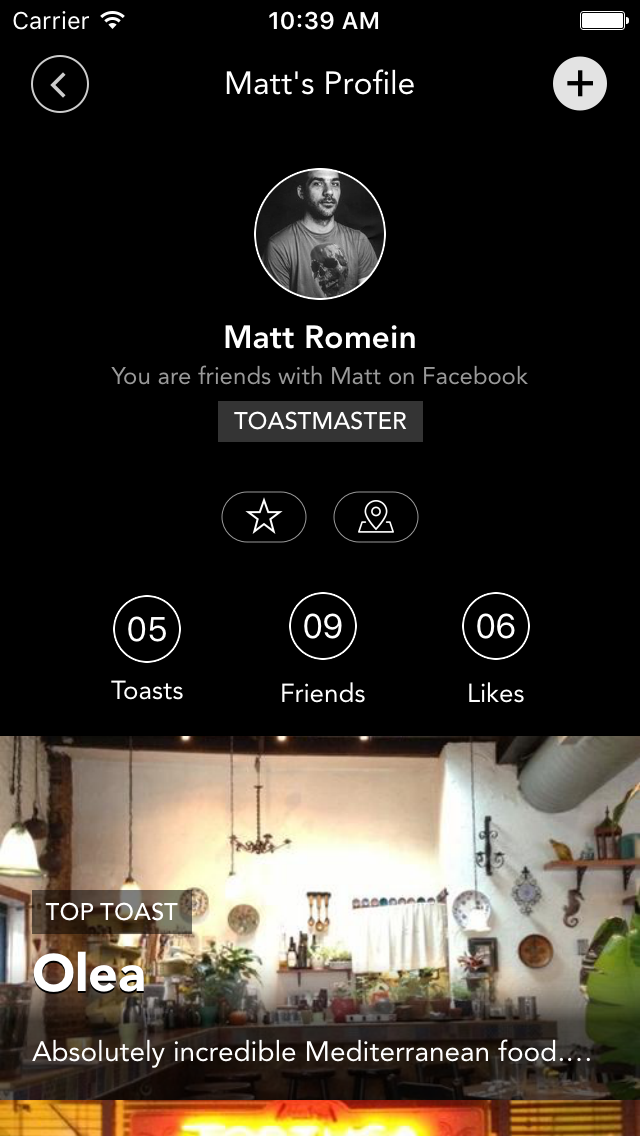 Carrier 10:39 AM
Matt's Profile
Matt Romein
You are friends with Matt on Facebook
TOASTMASTER
05 09 06
Toasts Friends Likes
TOP TOAST
Olea
Absolutely incredible Mediterranean food....